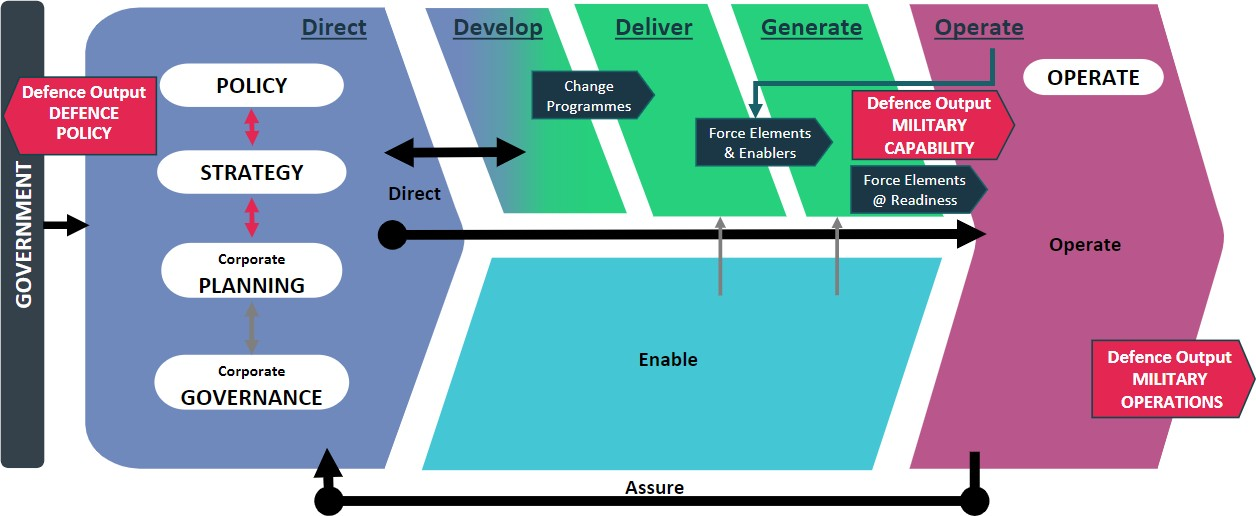 GOVERNMENT
Direct
Develop
Deliver
Generate
Operate
POLICY
STRATEGY
Corporate
PLANNING
Corporate
GOVERNANCE
Defence Output
DEFENCE
POLICY
Direct
Change
Programmes
Force Elements
& Enablers
Defence Output
MILITARY
CAPABILITY
Force Elements
@ Readiness
OPERATE
Operate
Enable
Defence Output
MILITARY
OPERATIONS
Assure